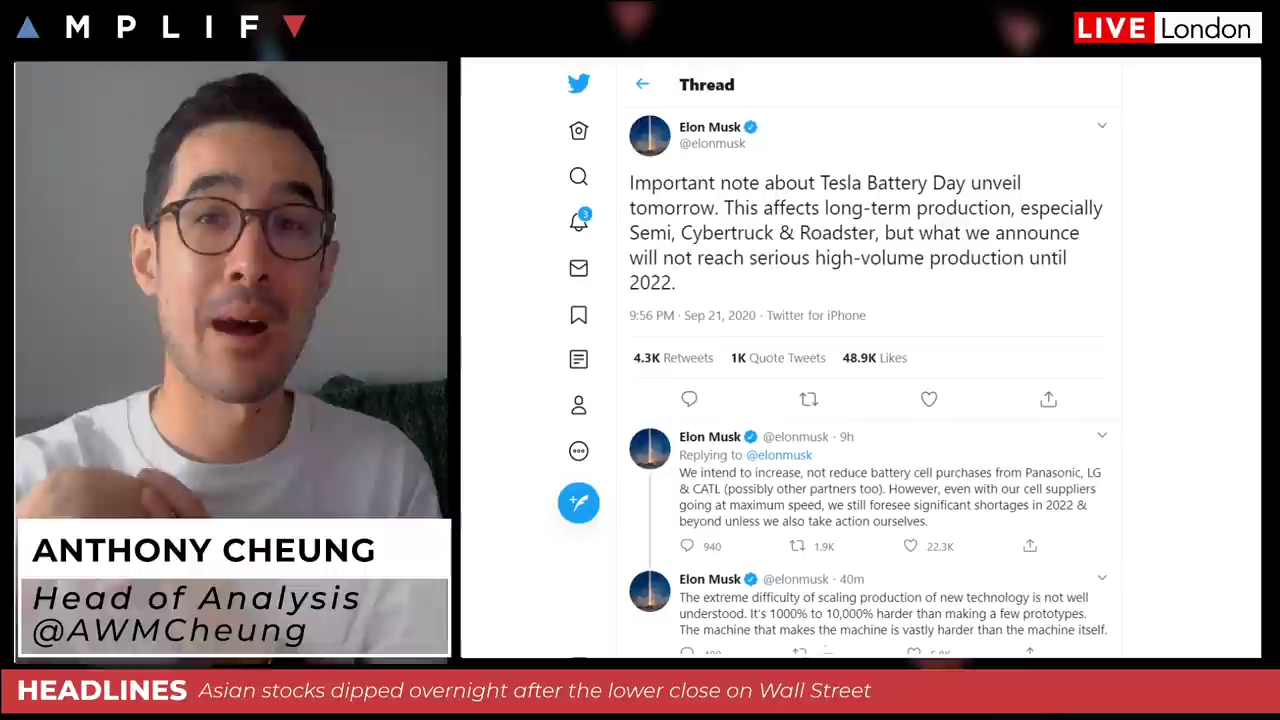 AMPLIFY
LIVE London
Thread
Elon Musk
@elonmusk
Important note about Tesla Battery Day unveil
tomorrow. This affects long-term production, especially
Semi, Cybertruck & Roadster, but what we announce
will not reach serious high-volume production until
2022.
9:56 PM · Sep 21, 2020 · Twitter for iPhone
4.3K Retweets 1K Quote Tweets 48.9K Likes
3
Elon Musk @elonmusk · 9h
Replying to @elonmusk
We intend to increase, not reduce battery cell purchases from Panasonic, LG
& CATL (possibly other partners too). However, even with our cell suppliers
going at maximum speed, we still foresee significant shortages in 2022 &
beyond unless we also take action ourselves.
940 1.9K 22.3K
Elon Musk @elonmusk · 40m
The extreme difficulty of scaling production of new technology is not well
understood. It's 1000% to 10,000% harder than making a few prototypes.
The machine that makes the machine is vastly harder than the machine itself.
ANTHONY CHEUNG
Head of Analysis
@AWMCheung
HEADLINES Asian stocks dipped overnight after the lower close on Wall Street